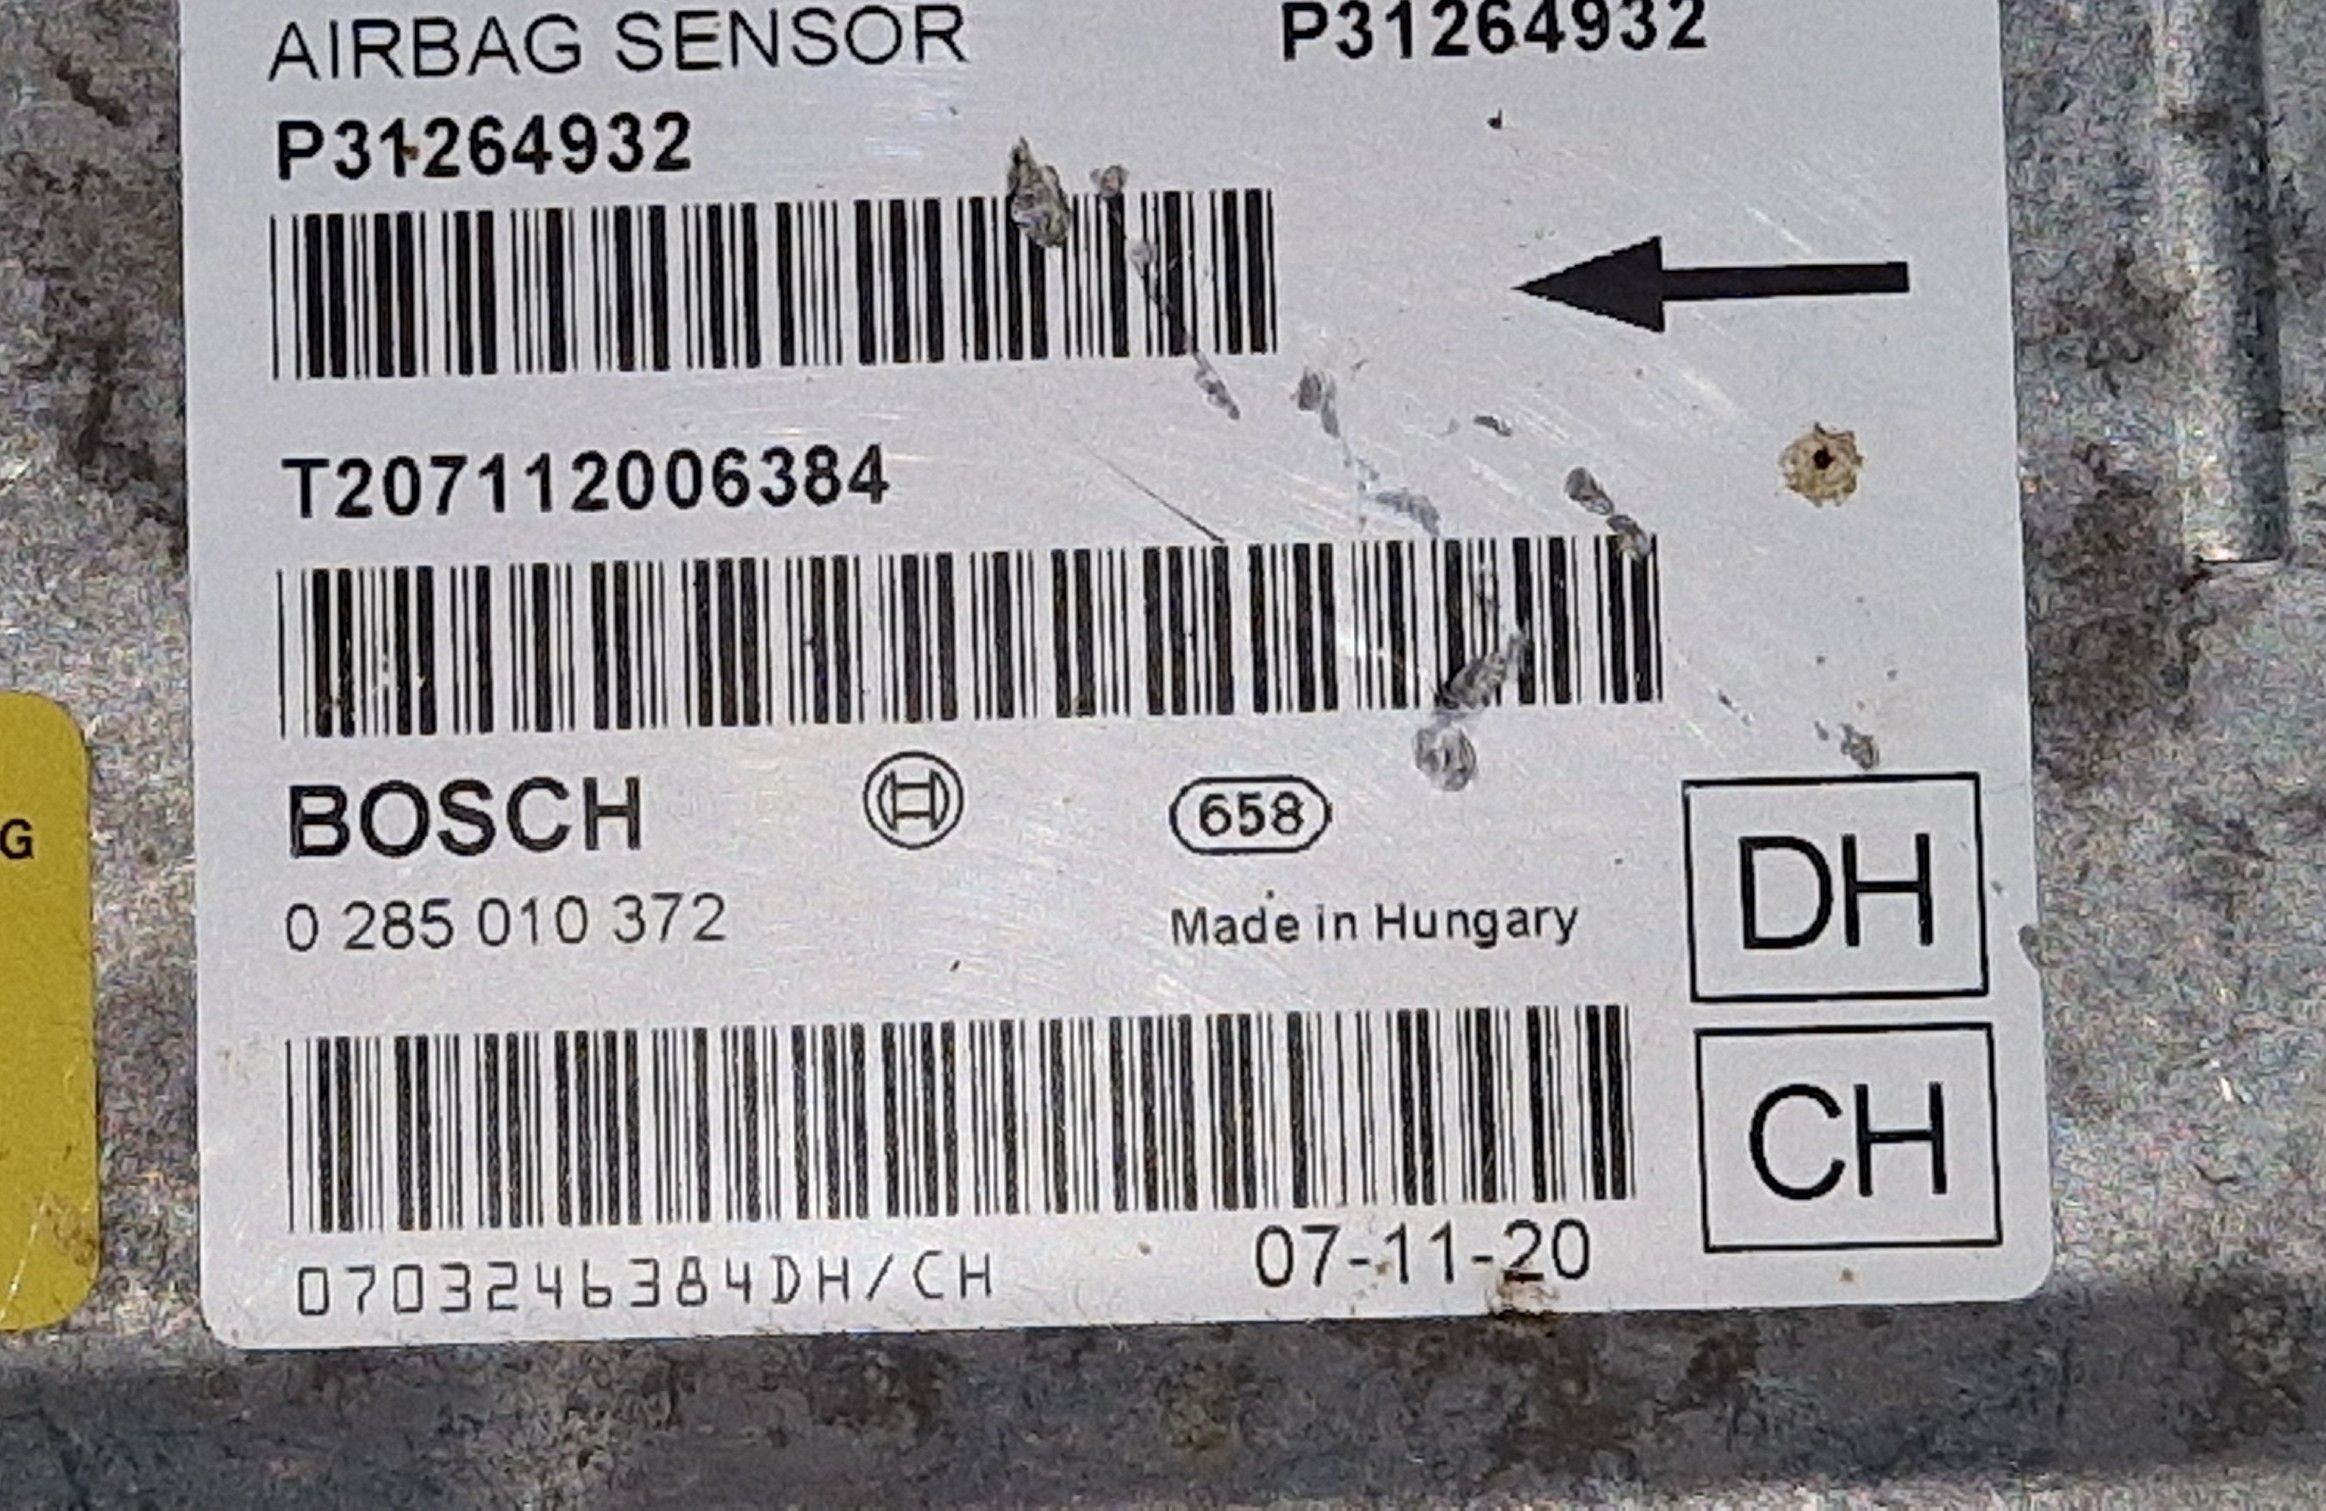 AIRBAG SENSOR P31264932
P31264932
T207112006384
BOSCH 658
0 285 010 372 Made in Hungary
DH
CH
0703246384DH/CH 07-11-20
G